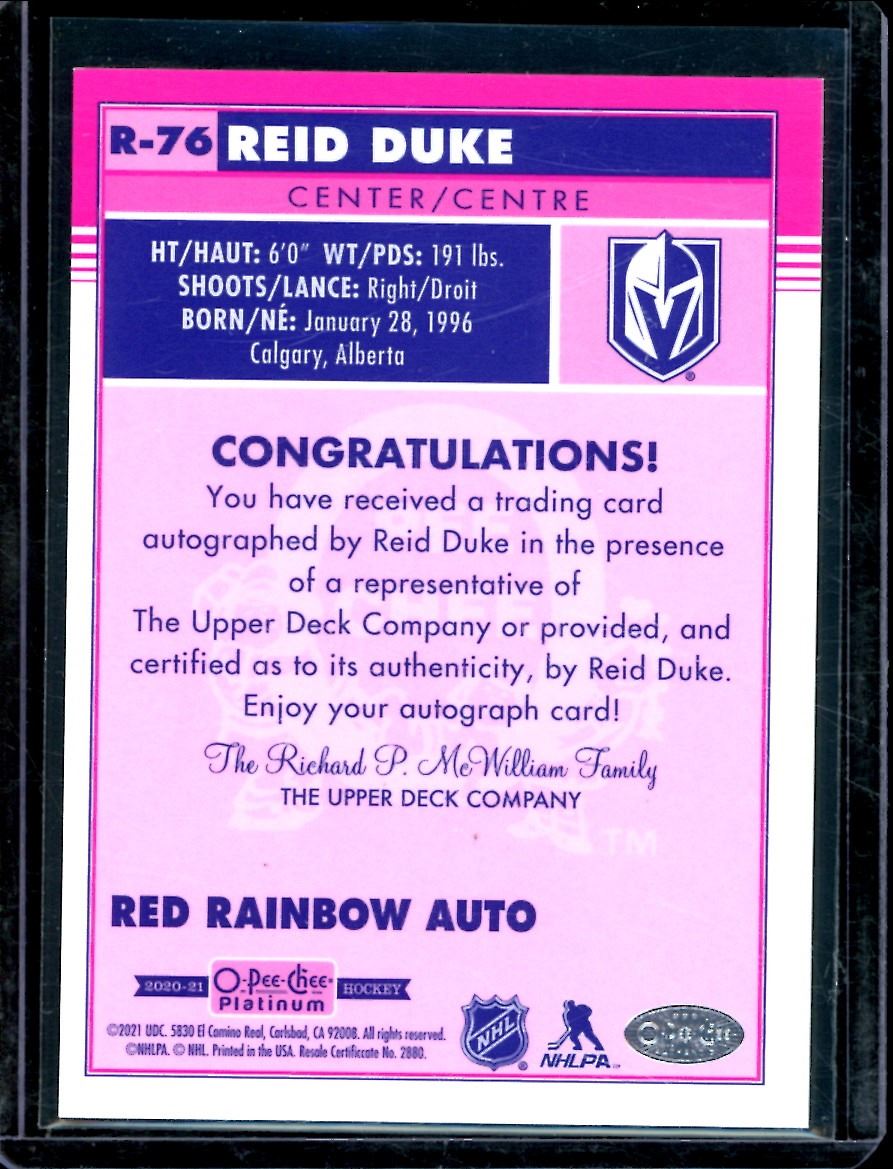 R-76 REID DUKE
CENTER/CENTRE
HT/HAUT: 6'0" WT/PDS: 191 lbs.
SHOOTS/LANCE: Right/Droit
BORN/NÉ: January 28, 1996
Calgary, Alberta
®
CONGRATULATIONS!
You have received a trading card
autographed by Reid Duke in the presence
of a representative of
The Upper Deck Company or provided, and
certified as to its authenticity, by Reid Duke.
Enjoy your autograph card!
The Richard P. McWilliam Family
THE UPPER DECK COMPANY
TM
RED RAINBOW AUTO
2020-21 O-Pee-Chee® HOCKEY
Platinum
©2021 UDC. 5830 El Camino Real, Carlsbad, CA 92008. All rights reserved.
©NHLPA. © NHL. Printed in the USA. Resale Certificate No. 2880.
NHL ®
NHLPA™